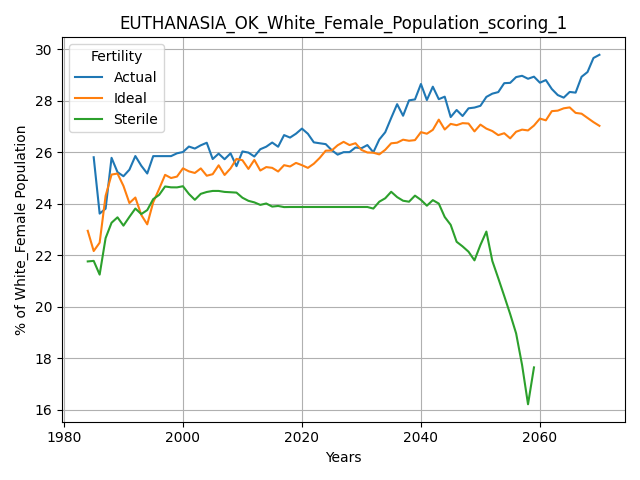 EUTHANASIA_OK_White_Female_Population_scoring_1
Fertility
Actual
Ideal
Sterile
% of White_Female Population
30
28
26
24
22
20
18
16
1980 2000 2020 2040 2060
Years